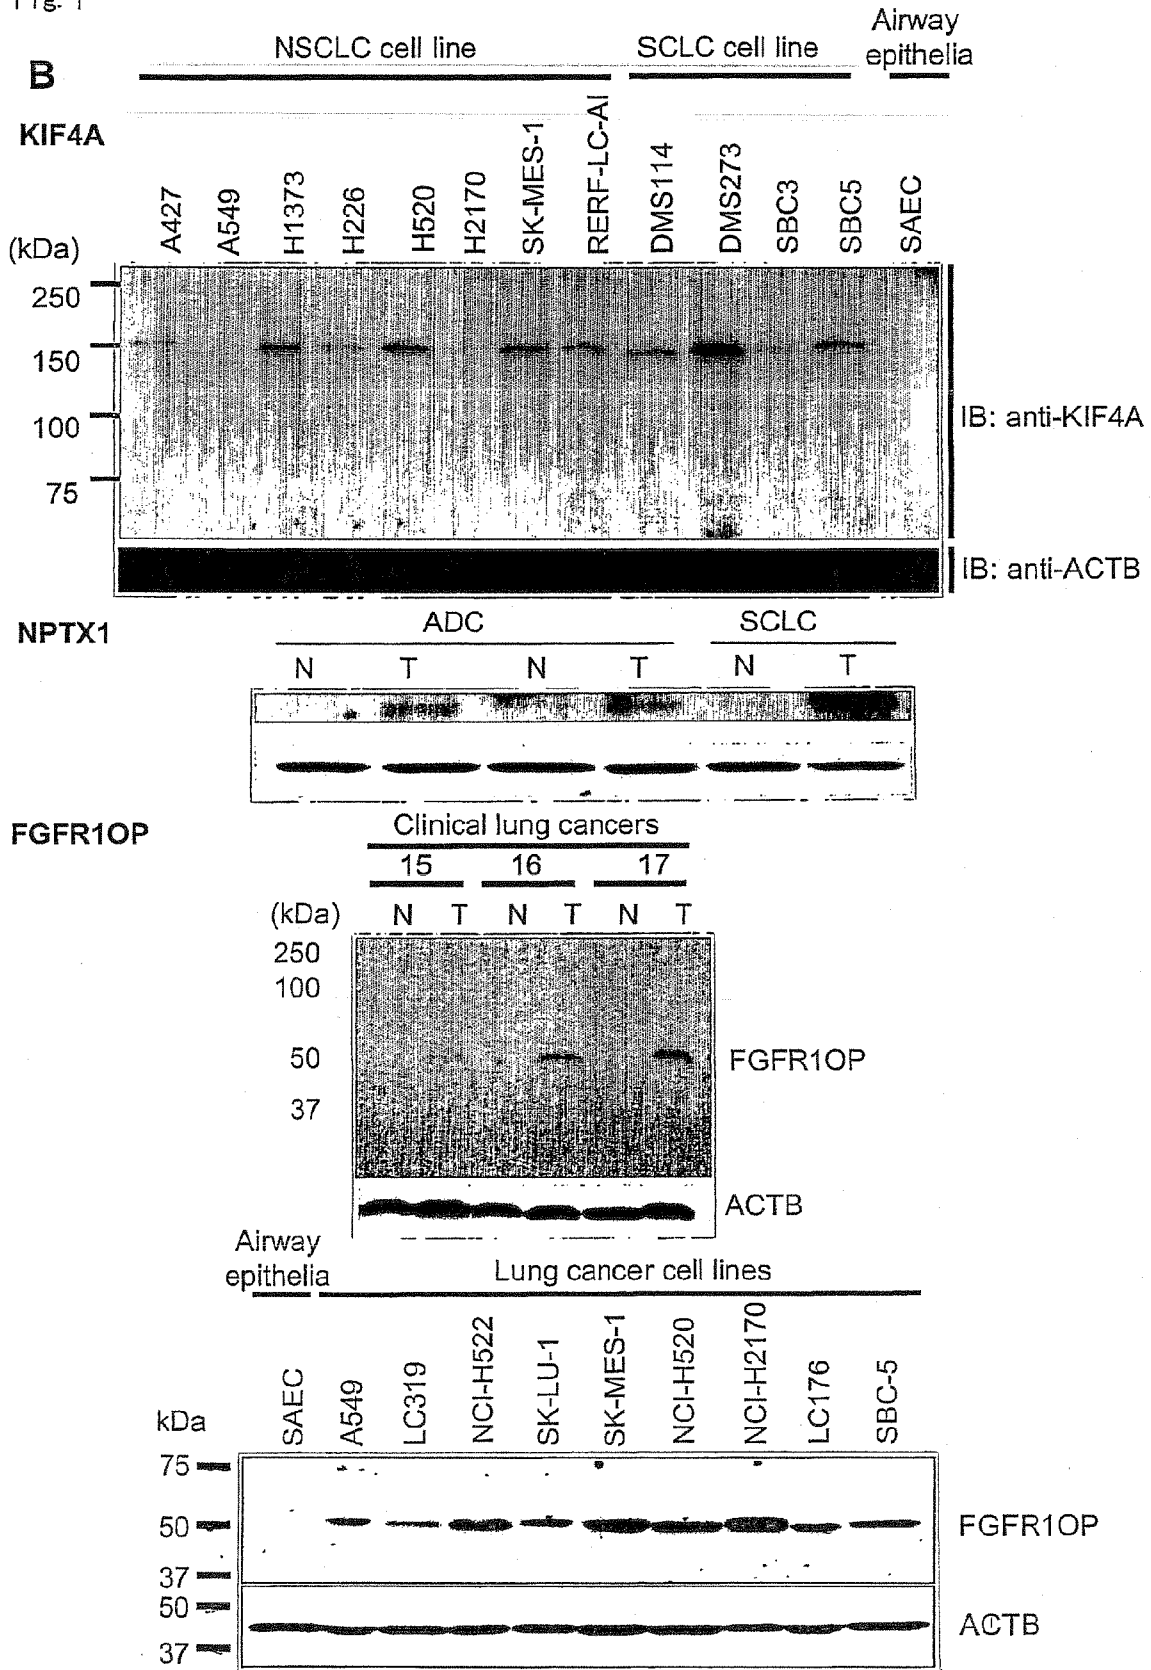 Fig. 1
B
NSCLC cell line
SCLC cell line
Airway
epithelia
KIF4A
(kDa)
A427
A549
H1373
H226
H520
H2170
SK-MES-1
RERF-LC-AI
DMS114
DMS273
SBC3
SBC5
SAEC
250
150
100
75
IB: anti-KIF4A
IB: anti-ACTB
NPTX1
ADC
SCLC
N T N T N T
FGFR1OP
Clinical lung cancers
15 16 17
(kDa) N T N T N T
250
100
50
37
FGFR1OP
ACTB
Airway
epithelia
Lung cancer cell lines
kDa
SAEC
A549
LC319
NCI-H522
SK-LU-1
SK-MES-1
NCI-H520
NCI-H2170
LC176
SBC-5
75
50
37
FGFR1OP
50
37
ACTB